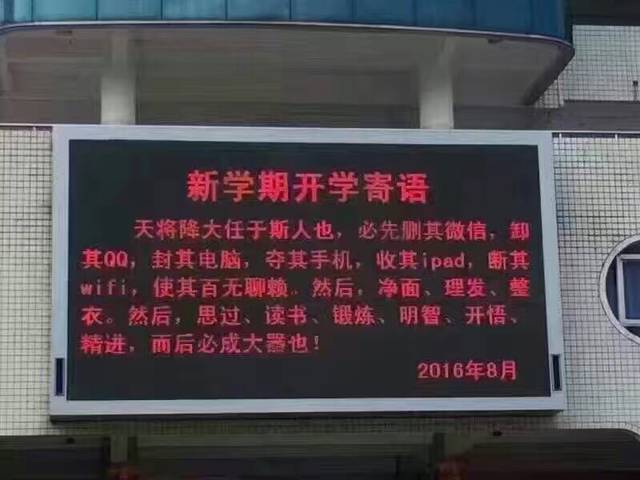 新学期开学寄语
天将降大任于斯人也，必先删其微信，卸
其QQ，封其电脑，夺其手机，收其ipad，断其
wifi，使其百无聊赖。然后，净面、理发、整
衣。然后，思过、读书、锻炼、明智、开悟、
精进，而后必成大器也！
2016年8月